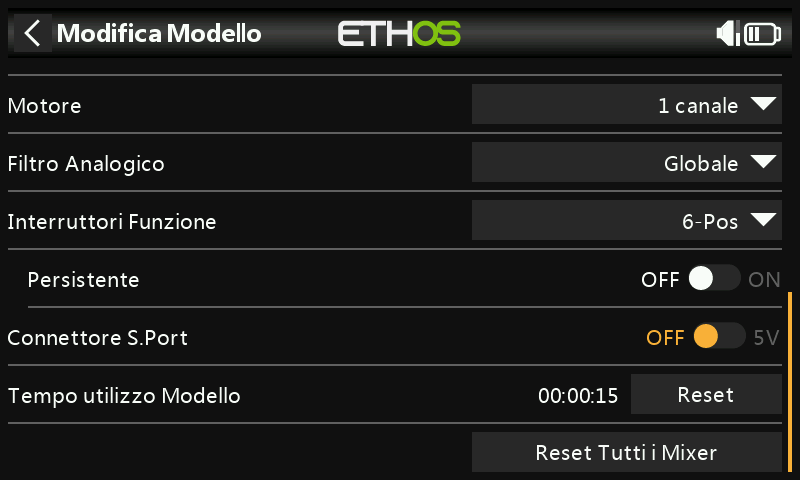 Modifica Modello ETHOS
Motore 1 canale
Filtro Analogico Globale
Interruttori Funzione 6-Pos
Persistente OFF ON
Connettore S.Port OFF 5V
Tempo utilizzo Modello 00:00:15 Reset
Reset Tutti i Mixer